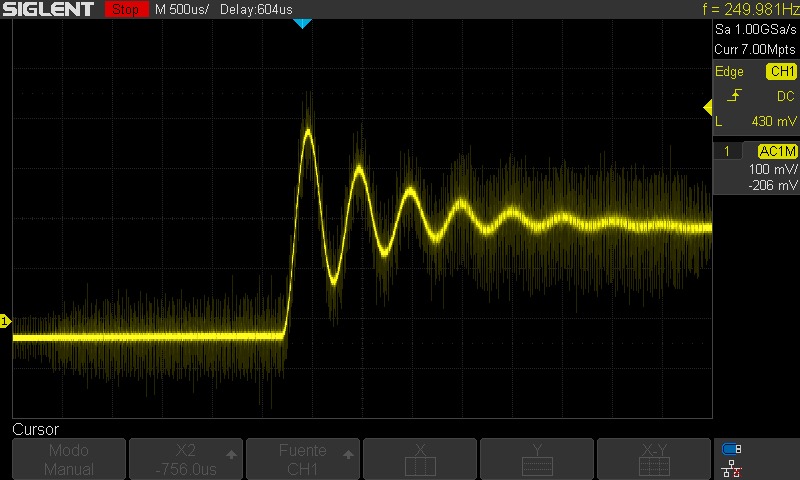 SIGLENT Stop M 500us/ Delay:604us f = 249.981Hz
Sa 1.00GSa/s
Curr 7.00Mpts
Edge CH1
DC
L 430 mV
1 AC1M
100 mV/
-206 mV
1
Cursor
Modo
Manual
X2
-756.0us
Fuente
CH1
X
Y
X-Y